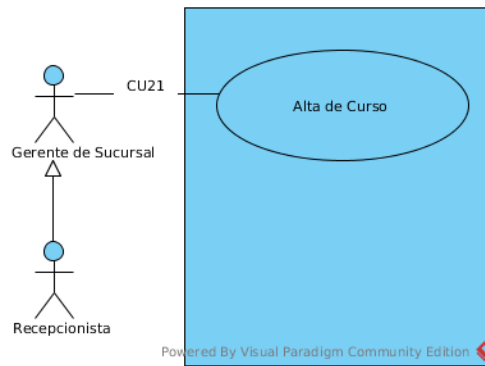 CU21
Alta de Curso
Gerente de Sucursal
Recepcionista
Powered By Visual Paradigm Community Edition